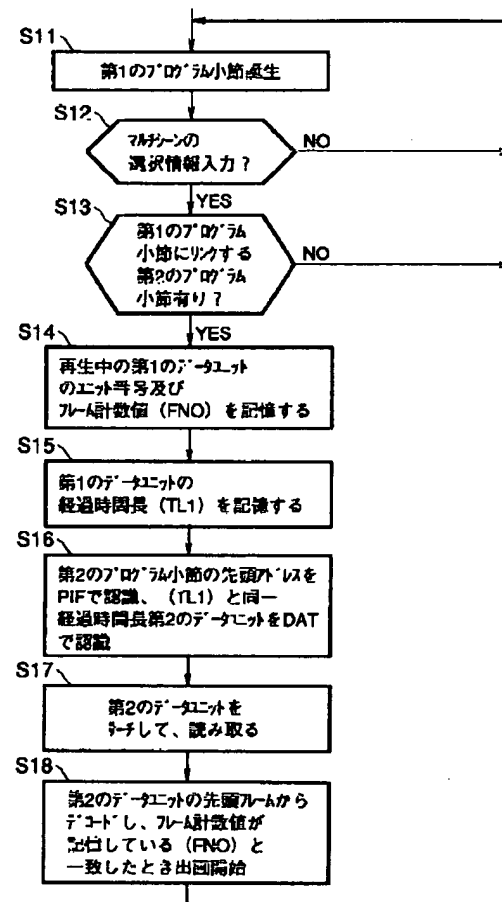 S11
第1のプログラム小節再生
S12
マルチシーンの
選択情報入力？
NO
YES
S13
第1のプログラム
小節にリンクする
第2のプログラム
小節有り？
NO
YES
S14
再生中の第1のデータユニット
のユニット番号及び
フレーム計数値（FNO）を記憶する
S15
第1のデータユニットの
経過時間長（TL1）を記憶する
S16
第2のプログラム小節の先頭アドレスを
PIFで認識、（TL1）と同一
経過時間長第2のデータユニットをDAT
で認識
S17
第2のデータユニットを
サーチして、読み取る
S18
第2のデータユニットの先頭フレームから
デコードし、フレーム計数値が
記憶している（FNO）と
一致したとき出画開始